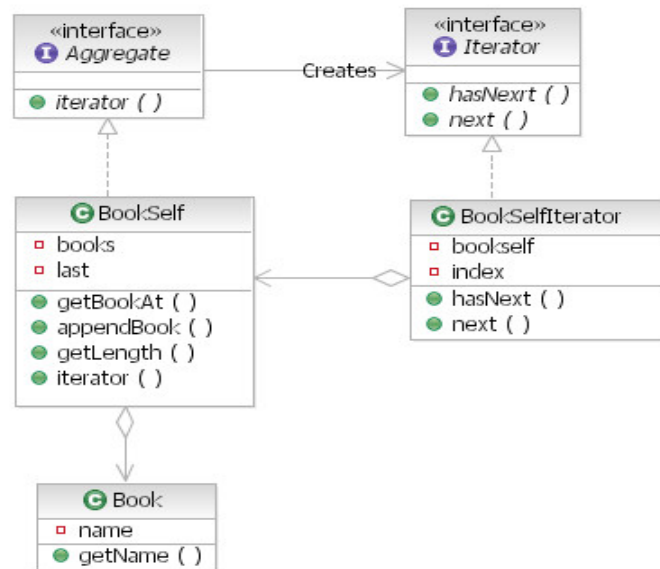 «interface»
I Aggregate
iterator ( )
Creates
«interface»
I Iterator
hasNexrt ( )
next ( )
C BookSelf
books
last
getBookAt ( )
appendBook ( )
getLength ( )
iterator ( )
C BookSelfIterator
bookself
index
hasNext ( )
next ( )
C Book
name
getName ( )